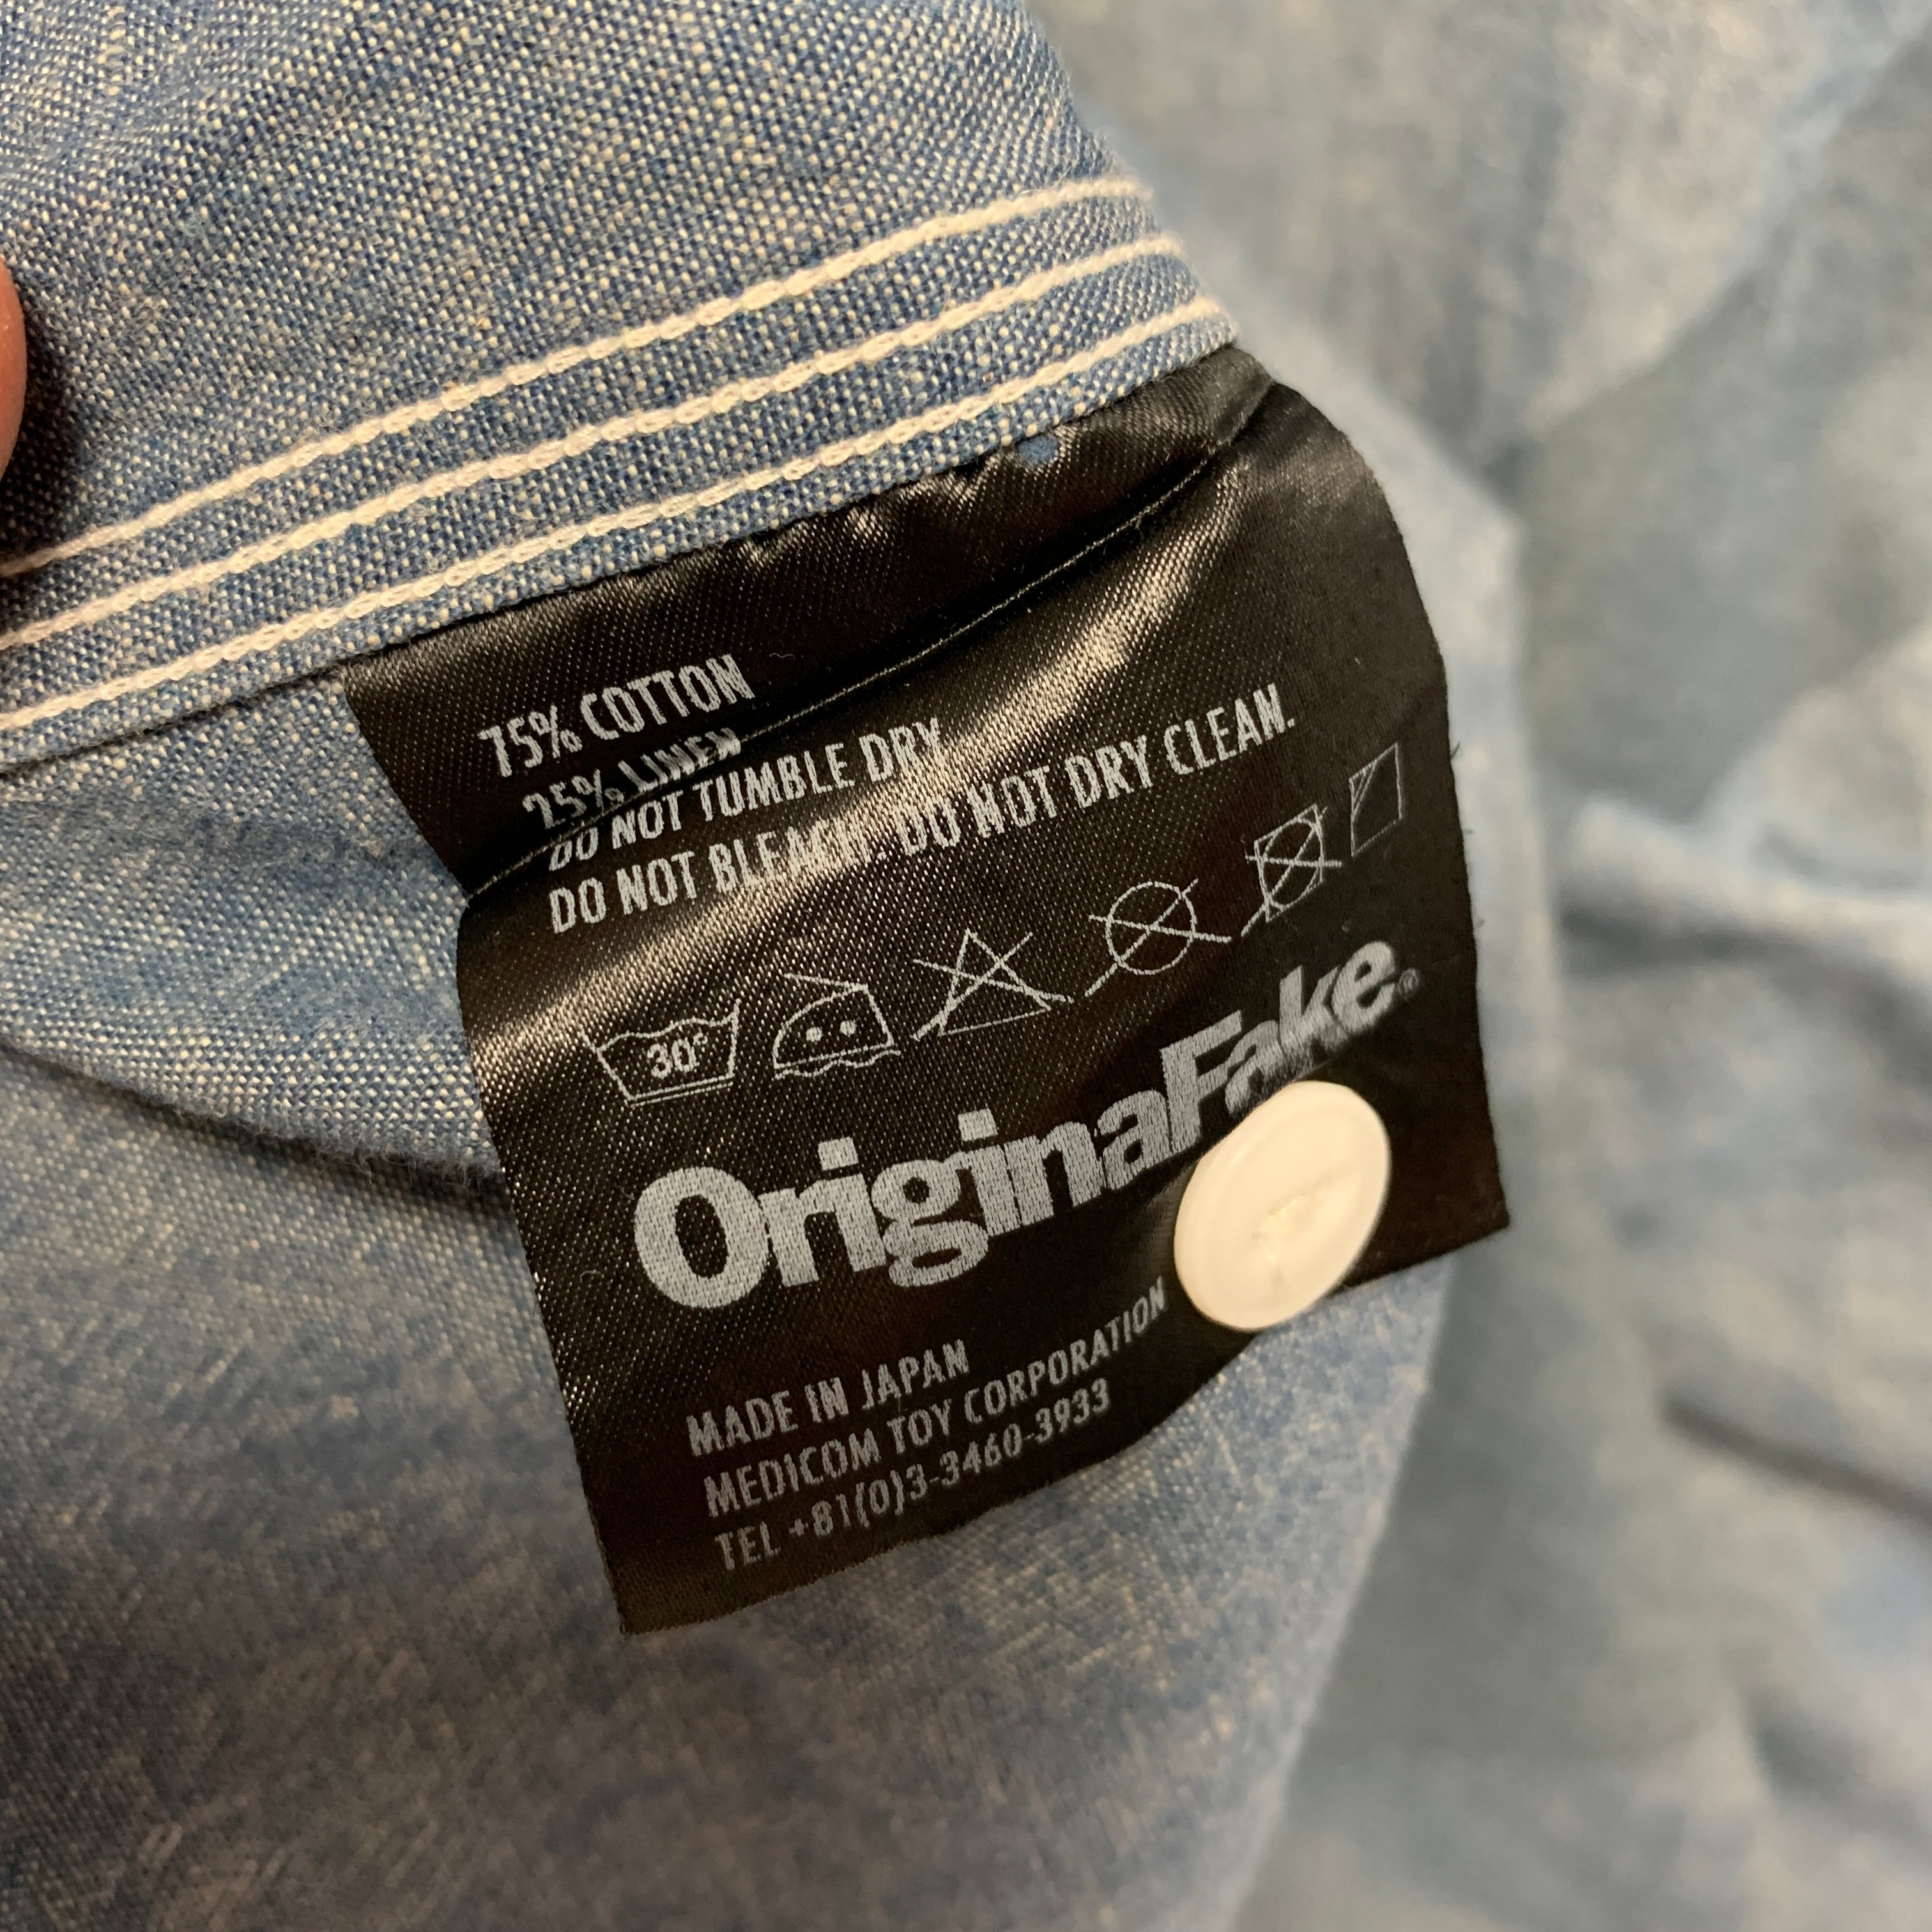 75% COTTON
25% LINEN
DO NOT TUMBLE DRY
DO NOT BLEACH. DO NOT DRY CLEAN.
30°
OriginalFake®
MADE IN JAPAN
MEDICOM TOY CORPORATION
TEL +81(0)3-3460-3933